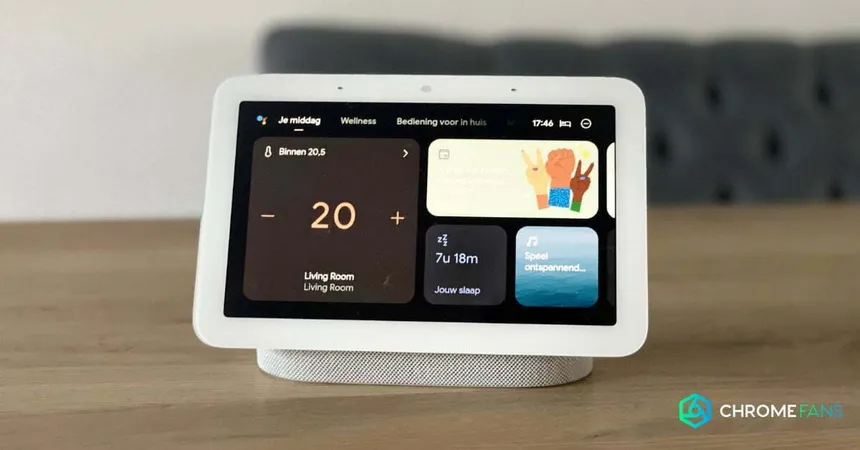 Je middag Wellness Bediening voor in huis 17:46
Binnen 20,5
− 20 +
Living Room
Living Room
7u 18m
Jouw slaap
Speel
ontspannend...
CHROMEFANS